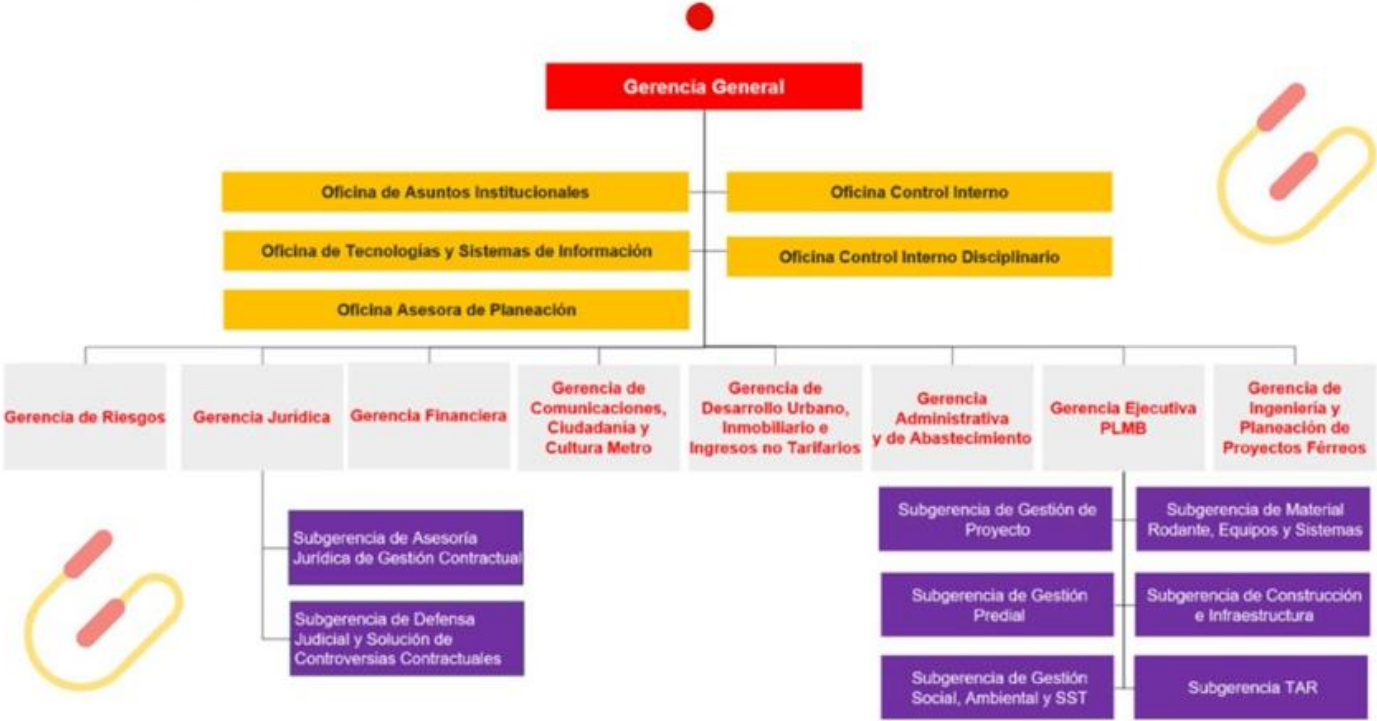 Gerencia General
Oficina de Asuntos Institucionales
Oficina Control Interno
Oficina de Tecnologías y Sistemas de Información
Oficina Control Interno Disciplinario
Oficina Asesora de Planeación
Gerencia de Riesgos
Gerencia Jurídica
Gerencia Financiera
Gerencia de
Comunicaciones,
Ciudadanía y
Cultura Metro
Gerencia de
Desarrollo Urbano,
Inmobiliario e
Ingresos no Tarifarios
Gerencia
Administrativa
y de Abastecimiento
Gerencia Ejecutiva
PLMB
Gerencia de
Ingeniería y
Planeación de
Proyectos Férreos
Subgerencia de Asesoría
Jurídica de Gestión Contractual
Subgerencia de Defensa
Judicial y Solución de
Controversias Contractuales
Subgerencia de Gestión de
Proyecto
Subgerencia de Material
Rodante, Equipos y Sistemas
Subgerencia de Gestión
Predial
Subgerencia de Construcción
e Infraestructura
Subgerencia de Gestión
Social, Ambiental y SST
Subgerencia TAR